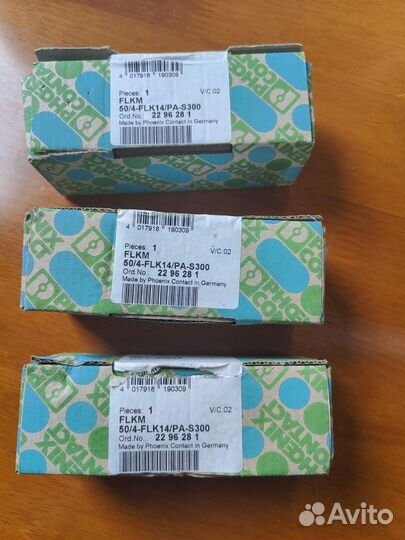 4 017918 190309
Pieces: 1 V/C:02
FLKM
50/4-FLK14/PA-S300
Ord.No.: 22 96 28 1
Made by Phoenix Contact in Germany
4 017918 190309
Pieces: 1 V/C:02
FLKM
50/4-FLK14/PA-S300
Ord.No.: 22 96 28 1
Made by Phoenix Contact in Germany
4 017918 190309
Pieces: 1 V/C:02
FLKM
50/4-FLK14/PA-S300
Ord.No.: 22 96 28 1
Made by Phoenix Contact in Germany
Avito